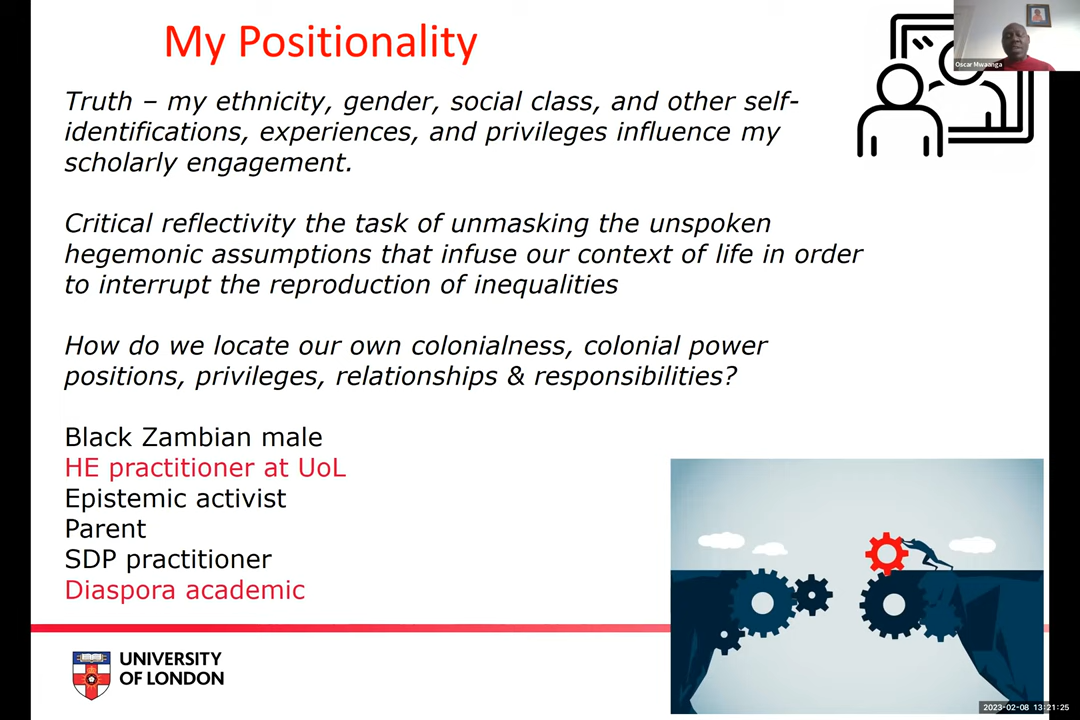 My Positionality
Oscar Mwaanga
Truth – my ethnicity, gender, social class, and other self-
identifications, experiences, and privileges influence my
scholarly engagement.
Critical reflectivity the task of unmasking the unspoken
hegemonic assumptions that infuse our context of life in order
to interrupt the reproduction of inequalities
How do we locate our own colonialness, colonial power
positions, privileges, relationships & responsibilities?
Black Zambian male
HE practitioner at UoL
Epistemic activist
Parent
SDP practitioner
Diaspora academic
UNIVERSITY
OF LONDON
2023-02-08 13:21:25